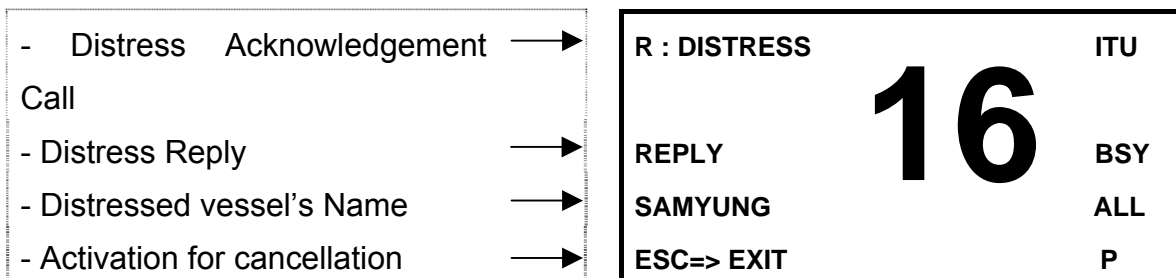 - Distress Acknowledgement
Call
- Distress Reply
- Distressed vessel's Name
- Activation for cancellation
R : DISTRESS ITU
16
REPLY BSY
SAMYUNG ALL
ESC=> EXIT P